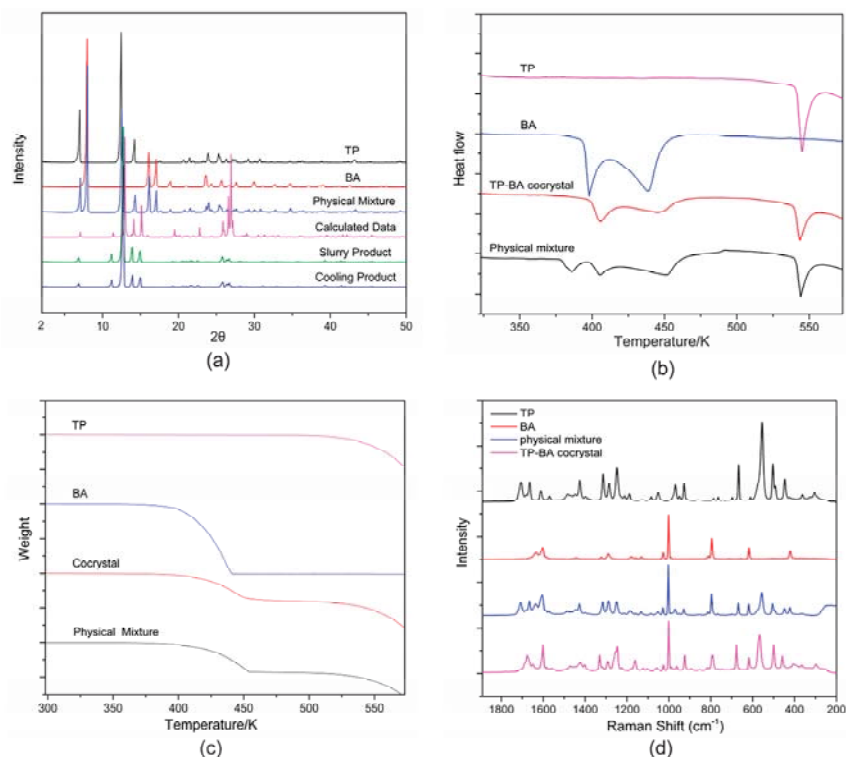 Intensity
TP
BA
Physical Mixture
Calculated Data
Slurry Product
Cooling Product
2 10 20 30 40 50
2θ
(a)
Heat flow
TP
BA
TP-BA cocrystal
Physical mixture
350 400 450 500 550
Temperature/K
(b)
Weight
TP
BA
Cocrystal
Physical Mixture
300 350 400 450 500 550
Temperature/K
(c)
Intensity
TP
BA
physical mixture
TP-BA cocrystal
1800 1600 1400 1200 1000 800 600 400 200
Raman Shift (cm⁻¹)
(d)